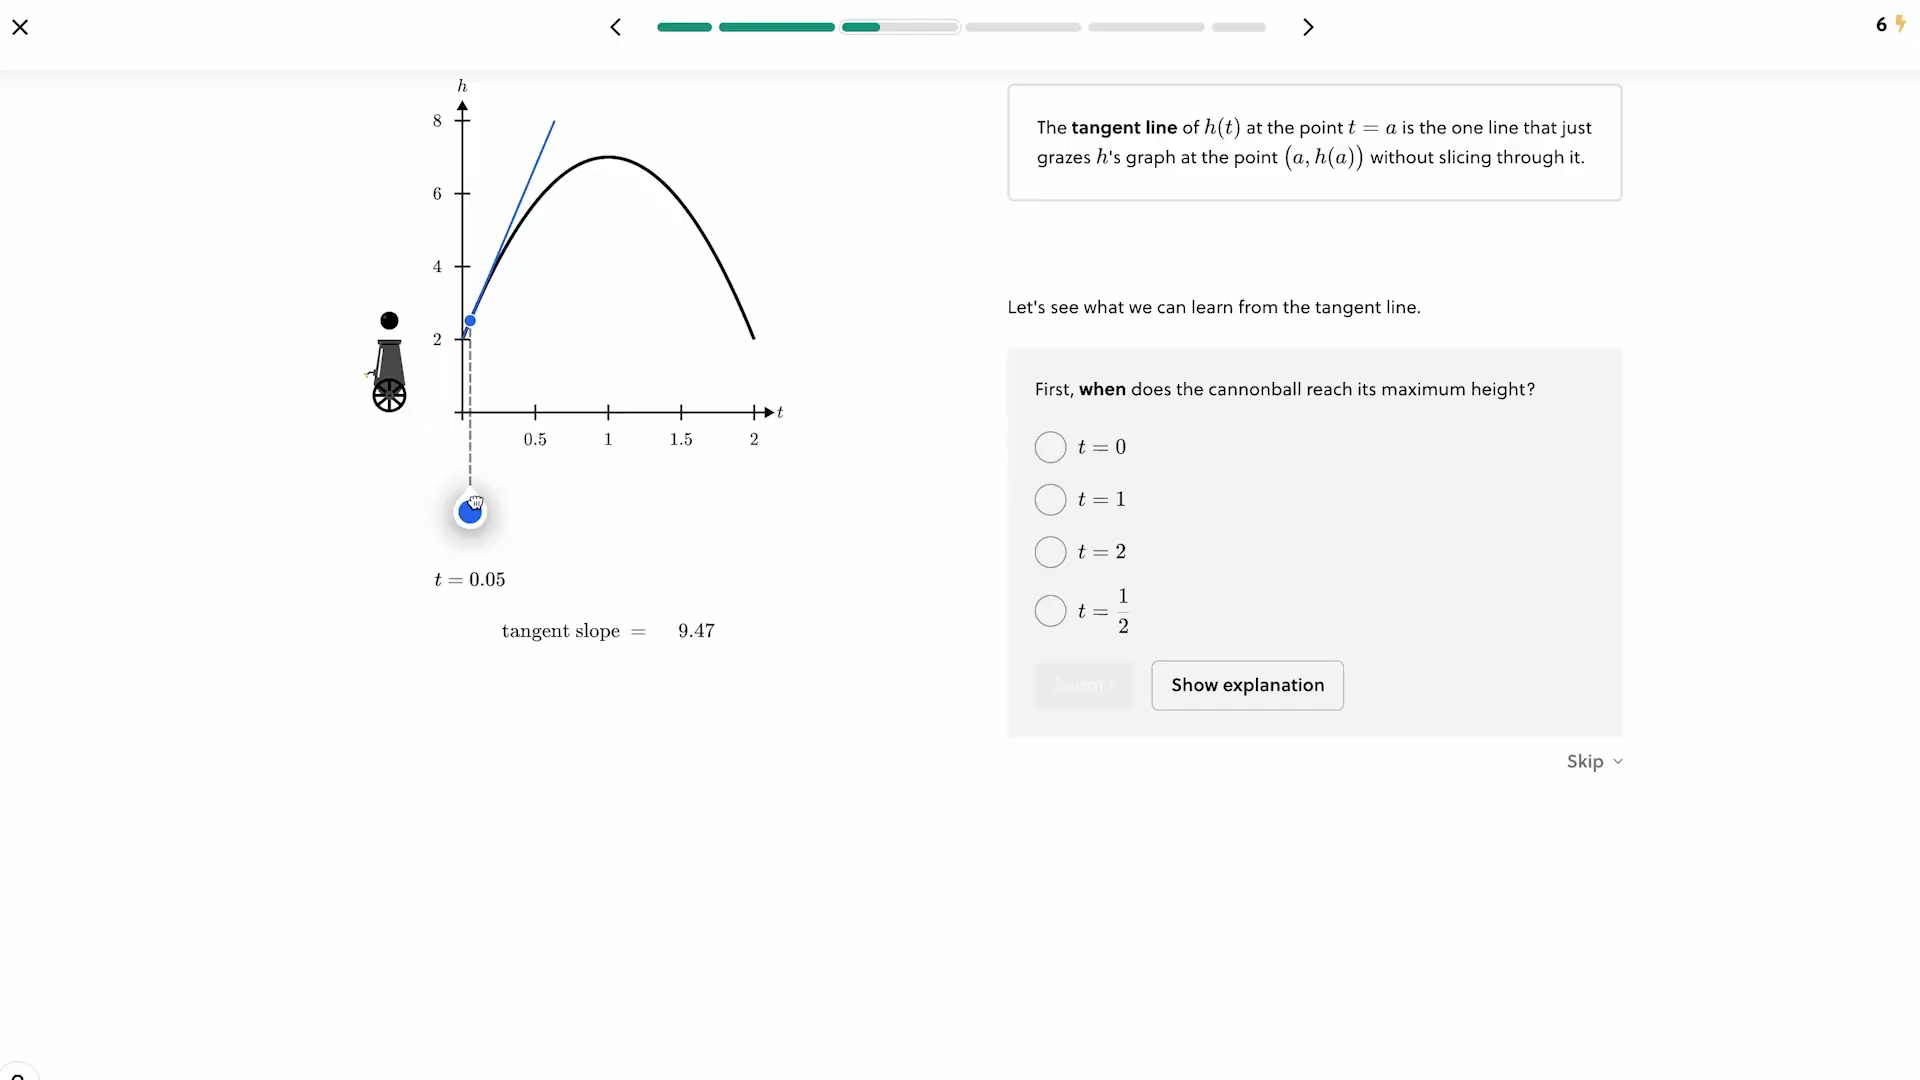 6
h
8
6
4
2
0.5 1 1.5 2
t
t = 0.05
tangent slope = 9.47
The tangent line of h(t) at the point t = a is the one line that just
grazes h's graph at the point (a, h(a)) without slicing through it.
Let's see what we can learn from the tangent line.
First, when does the cannonball reach its maximum height?
t = 0
t = 1
t = 2
t = 1/2
Submit Show explanation
Skip